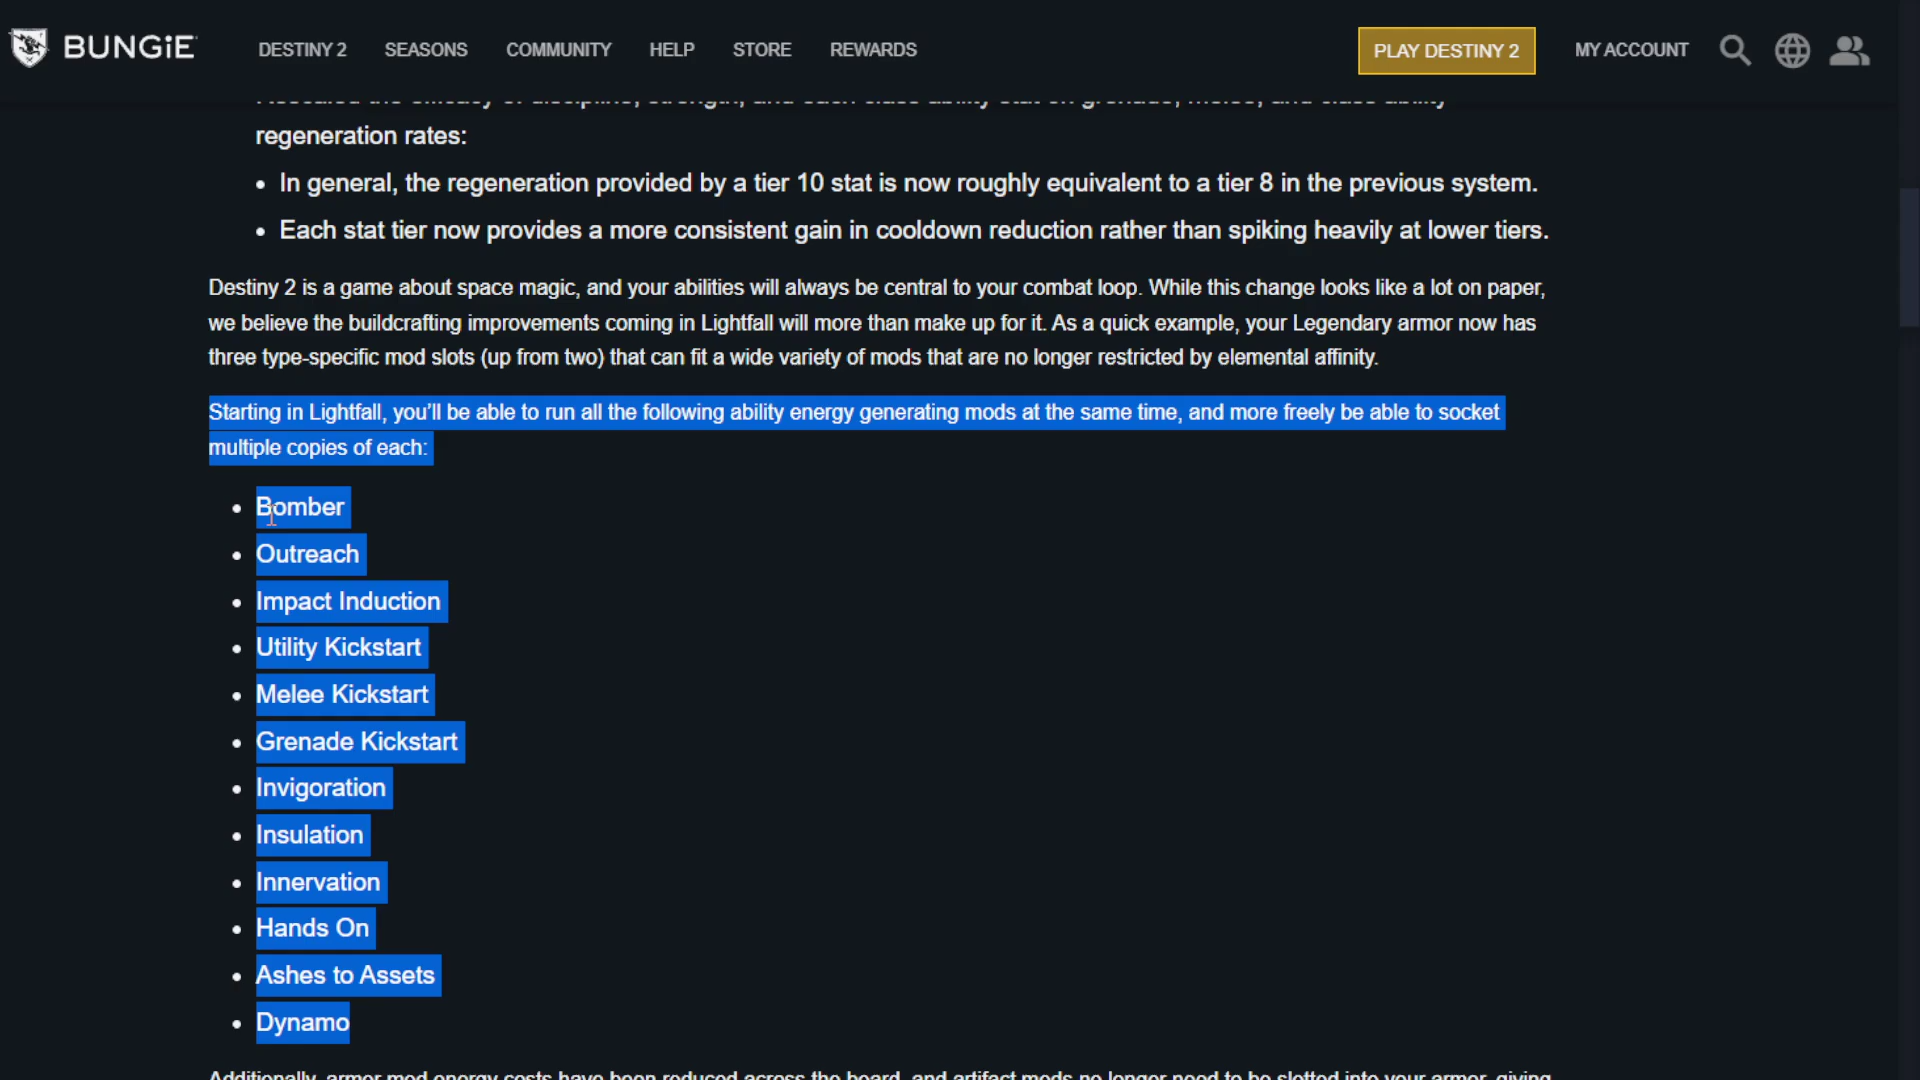 BUNGiE
DESTINY 2 SEASONS COMMUNITY HELP STORE REWARDS
PLAY DESTINY 2
MY ACCOUNT
regeneration rates:
• In general, the regeneration provided by a tier 10 stat is now roughly equivalent to a tier 8 in the previous system.
• Each stat tier now provides a more consistent gain in cooldown reduction rather than spiking heavily at lower tiers.
Destiny 2 is a game about space magic, and your abilities will always be central to your combat loop. While this change looks like a lot on paper,
we believe the buildcrafting improvements coming in Lightfall will more than make up for it. As a quick example, your Legendary armor now has
three type-specific mod slots (up from two) that can fit a wide variety of mods that are no longer restricted by elemental affinity.
Starting in Lightfall, you’ll be able to run all the following ability energy generating mods at the same time, and more freely be able to socket
multiple copies of each:
• Bomber
• Outreach
• Impact Induction
• Utility Kickstart
• Melee Kickstart
• Grenade Kickstart
• Invigoration
• Insulation
• Innervation
• Hands On
• Ashes to Assets
• Dynamo
Additionally, armor mod energy costs have been reduced across the board, and artifact mods no longer need to be slotted into your armor, giving